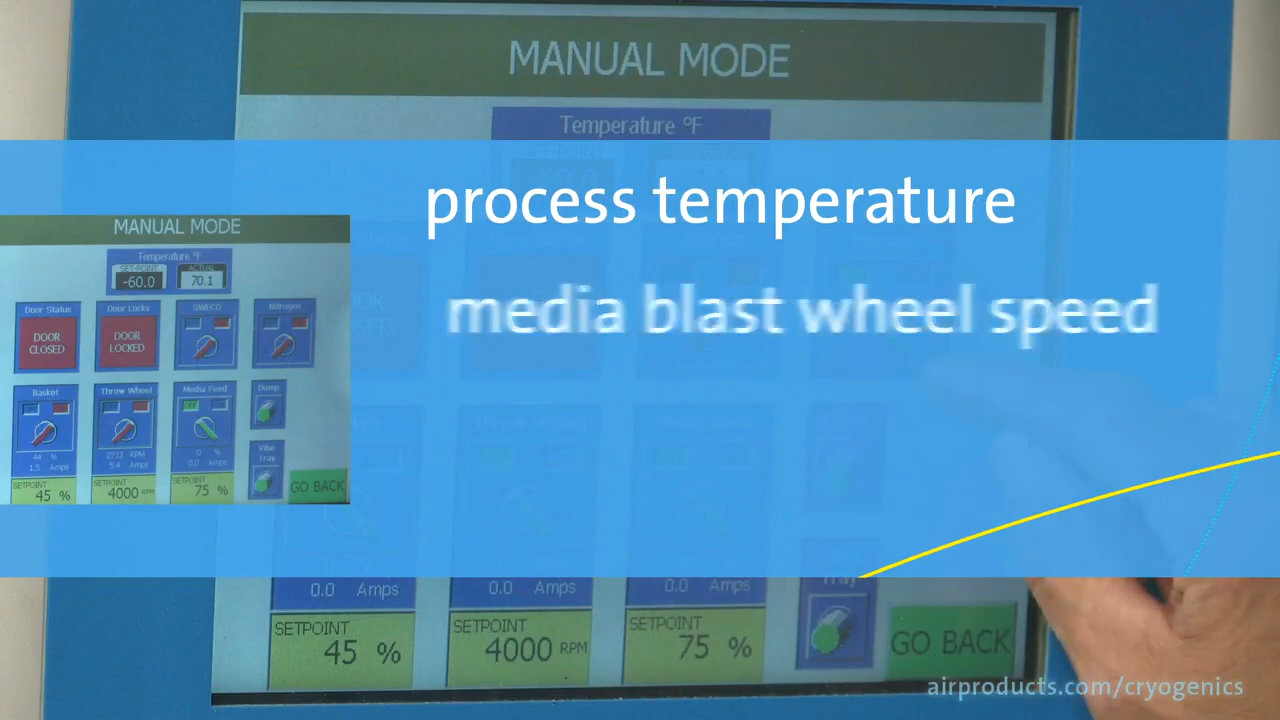 MANUAL MODE
Temperature °F
process temperature
media blast wheel speed
MANUAL MODE
Temperature °F
SET-POINT ACTUAL
-60.0 70.1
Door Status Door Locks SWECO Nitrogen
DOOR CLOSED DOOR LOCKED
Basket Throw Wheel Media Feed Dump
OFF
44 % 2713 RPM 0 %
1.5 Amps 5.4 Amps 0.0 Amps
Vibe Tray
SETPOINT SETPOINT SETPOINT
45 % 4000 RPM 75 % GO BACK
0.0 Amps 0.0 Amps 0.0 Amps Tray
SETPOINT SETPOINT SETPOINT
45 % 4000 RPM 75 % GO BACK
airproducts.com/cryogenics